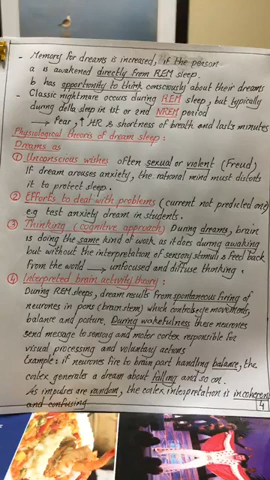 - Memory for dreams is increased, if the person
a is awakened directly from REM sleep.
b has opportunity to think consciously about their dreams
- Classic nightmare occurs during REM sleep, but typically
during delta sleep in 1st or 2nd NREM period
→ fear, ↑ HR & shortness of breath and lasts minutes
Physiological theories of dream sleep:
Dreams as
① Unconscious wishes often sexual or violent (Freud)
If dream arouses anxiety, the rational mind must distorts
it to protect sleep.
② Efforts to deal with problems (current not predicted one)
e.g test anxiety dream in students.
③ Thinking (cognitive approach) During dreams, brain
is doing the same kind of work as it does during awaking
but without the interpretation of sensory stimuli & feed back
from the world → unfocused and diffuse thinking.
④ Interpreted brain activity theory:
During REM sleeps, dream results from spontaneous firing of
neurones in pons (brain stem) which controls eye movements,
balance and posture. During wakefulness these neurones
send message to sensory and motor cortex responsible for
visual processing and voluntary actions
Example: if neurones fire to brain part handling balance, the
cortex generates a dream about falling and so on.
As impulses are random, the cortex interpretation is incoherent
and confusing
4